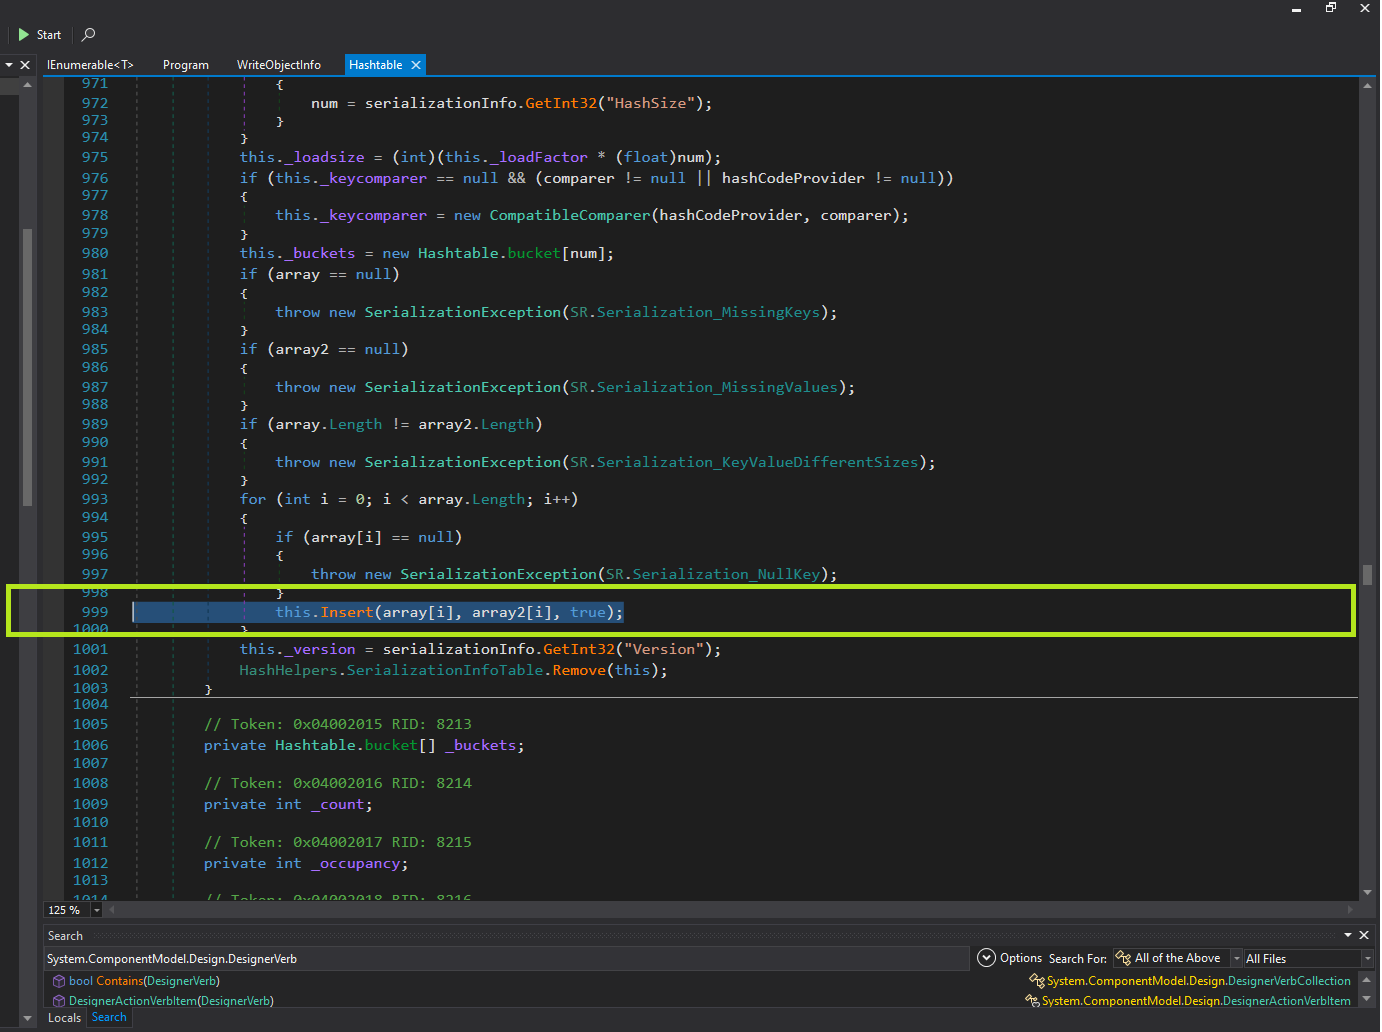 Start
IEnumerable<T> Program WriteObjectInfo Hashtable
971 {
972 num = serializationInfo.GetInt32("HashSize");
973 }
974 }
975 this._loadsize = (int)(this._loadFactor * (float)num);
976 if (this._keycomparer == null && (comparer != null || hashCodeProvider != null))
977 {
978 this._keycomparer = new CompatibleComparer(hashCodeProvider, comparer);
979 }
980 this._buckets = new Hashtable.bucket[num];
981 if (array == null)
982 {
983 throw new SerializationException(SR.Serialization_MissingKeys);
984 }
985 if (array2 == null)
986 {
987 throw new SerializationException(SR.Serialization_MissingValues);
988 }
989 if (array.Length != array2.Length)
990 {
991 throw new SerializationException(SR.Serialization_KeyValueDifferentSizes);
992 }
993 for (int i = 0; i < array.Length; i++)
994 {
995 if (array[i] == null)
996 {
997 throw new SerializationException(SR.Serialization_NullKey);
998 }
999 this.Insert(array[i], array2[i], true);
1000 }
1001 this._version = serializationInfo.GetInt32("Version");
1002 HashHelpers.SerializationInfoTable.Remove(this);
1003 }
1004
1005 // Token: 0x04002015 RID: 8213
1006 private Hashtable.bucket[] _buckets;
1007
1008 // Token: 0x04002016 RID: 8214
1009 private int _count;
1010
1011 // Token: 0x04002017 RID: 8215
1012 private int _occupancy;
1013
1014 // Token: 0x04002018 RID: 8216
125 %
Search
System.ComponentModel.Design.DesignerVerb Options Search For: All of the Above All Files
bool Contains(DesignerVerb) System.ComponentModel.Design.DesignerVerbCollection
DesignerActionVerbItem(DesignerVerb) System.ComponentModel.Design.DesignerActionVerbItem
Locals Search